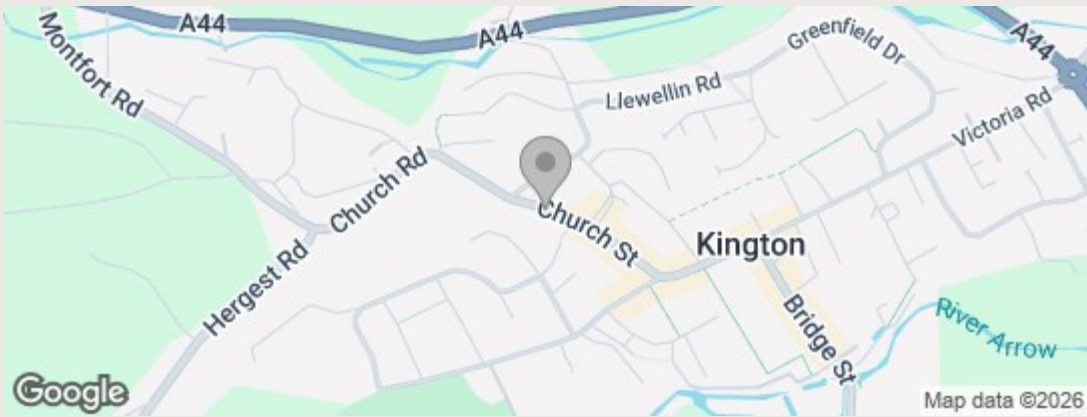 A44
A44
A44
Montfort Rd
Greenfield Dr
Llewellin Rd
Victoria Rd
Church Rd
Church St
Kington
Hergest Rd
Bridge St
River Arrow
Google
Map data ©2026